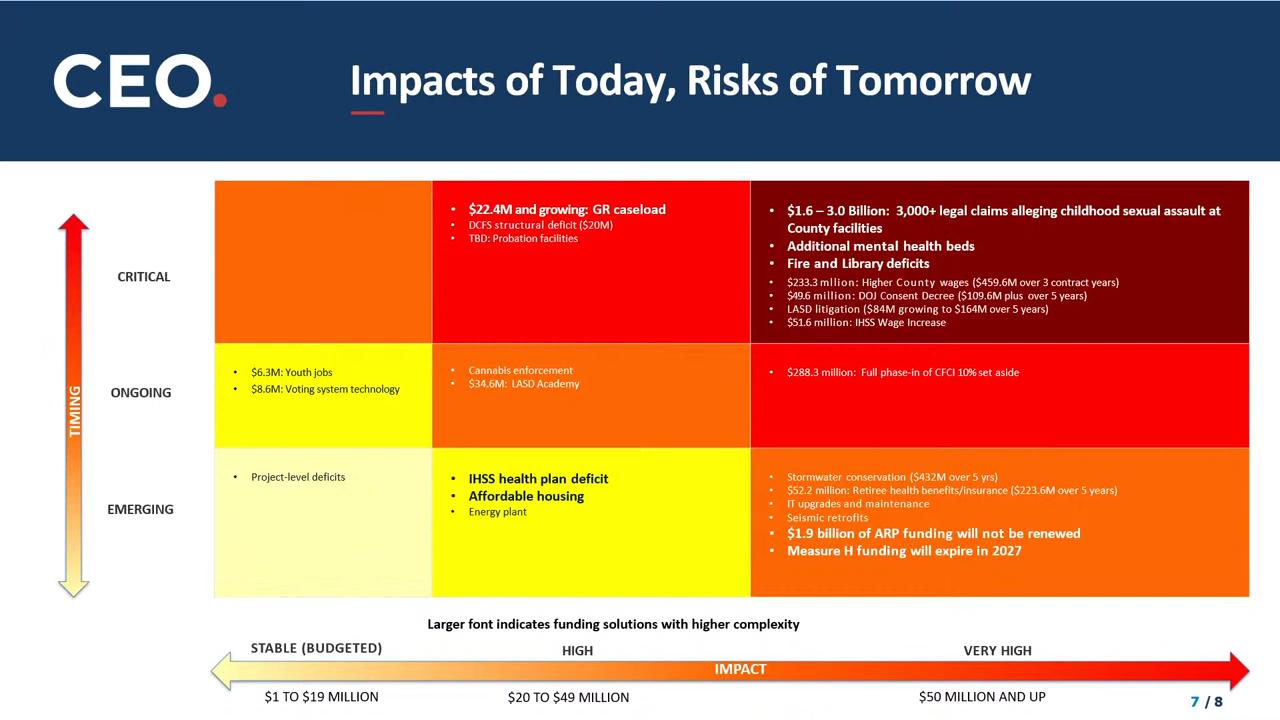 CEO.
Impacts of Today, Risks of Tomorrow
TIMING
CRITICAL
• $22.4M and growing: GR caseload
• DCFS structural deficit ($20M)
• TBD: Probation facilities
• $1.6 – 3.0 Billion: 3,000+ legal claims alleging childhood sexual assault at
County facilities
• Additional mental health beds
• Fire and Library deficits
• $233.3 mllion: Higher County wages ($459.6M over 3 contract years)
• $49.6 million: DOJ Consent Decree ($109.6M plus over 5 years)
• LASD litigation ($84M growing to $164M over 5 years)
• $51.6 million: IHSS Wage Increase
ONGOING
• $6.3M: Youth jobs
• $8.6M: Voting system technology
• Cannabis enforcement
• $34.6M: LASD Academy
• $288.3 million: Full phase-in of CFCI 10% set aside
EMERGING
• Project-level deficits
• IHSS health plan deficit
• Affordable housing
• Energy plant
• Stormwater conservation ($432M over 5 yrs)
• $52.2 million: Retiree health benefits/insurance ($223.6M over 5 years)
• IT upgrades and maintenance
• Seismic retrofits
• $1.9 billion of ARP funding will not be renewed
• Measure H funding will expire in 2027
Larger font indicates funding solutions with higher complexity
STABLE (BUDGETED)
HIGH
VERY HIGH
IMPACT
$1 TO $19 MILLION
$20 TO $49 MILLION
$50 MILLION AND UP
7 / 8